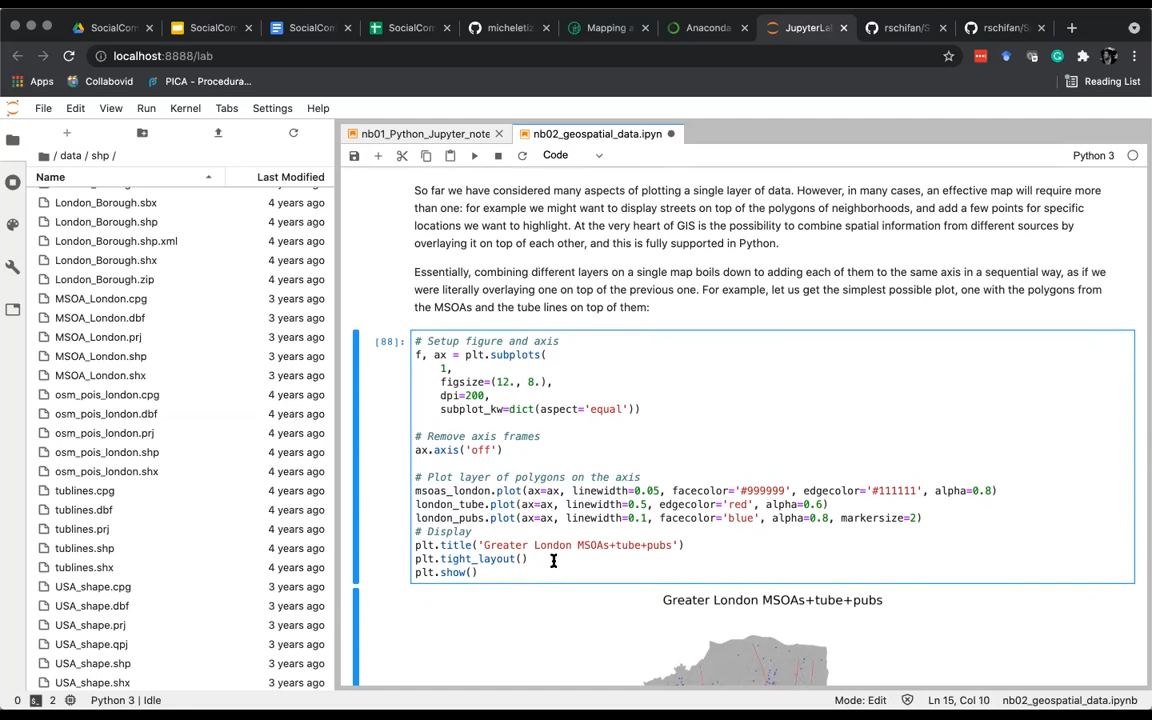 SocialCom
SocialCom
SocialCom
SocialCom
micheletiz
Mapping a
Anaconda
JupyterLa
rschifan/S
rschifan/S
localhost:8888/lab
Apps
Collabovid
PICA - Procedura...
Reading List
File Edit View Run Kernel Tabs Settings Help
nb01_Python_Jupyter_note
nb02_geospatial_data.ipyn
/ data / shp /
Code
Python 3
Name
Last Modified
London_Borough.sbx 4 years ago
London_Borough.shp 4 years ago
London_Borough.shp.xml 4 years ago
London_Borough.shx 4 years ago
London_Borough.zip 4 years ago
MSOA_London.cpg 3 years ago
MSOA_London.dbf 3 years ago
MSOA_London.prj 3 years ago
MSOA_London.shp 3 years ago
MSOA_London.shx 3 years ago
osm_pois_london.cpg 4 years ago
osm_pois_london.dbf 4 years ago
osm_pois_london.prj 4 years ago
osm_pois_london.shp 4 years ago
osm_pois_london.shx 4 years ago
tublines.cpg 4 years ago
tublines.dbf 4 years ago
tublines.prj 4 years ago
tublines.shp 4 years ago
tublines.shx 4 years ago
USA_shape.cpg 3 years ago
USA_shape.dbf 3 years ago
USA_shape.prj 3 years ago
USA_shape.qpj 3 years ago
USA_shape.shp 3 years ago
USA_shape.shx 3 years ago
So far we have considered many aspects of plotting a single layer of data. However, in many cases, an effective map will require more
than one: for example we might want to display streets on top of the polygons of neighborhoods, and add a few points for specific
locations we want to highlight. At the very heart of GIS is the possibility to combine spatial information from different sources by
overlaying it on top of each other, and this is fully supported in Python.
Essentially, combining different layers on a single map boils down to adding each of them to the same axis in a sequential way, as if we
were literally overlaying one on top of the previous one. For example, let us get the simplest possible plot, one with the polygons from
the MSOAs and the tube lines on top of them:
[88]:
# Setup figure and axis
f, ax = plt.subplots(
1,
figsize=(12., 8.),
dpi=200,
subplot_kw=dict(aspect='equal'))
# Remove axis frames
ax.axis('off')
# Plot layer of polygons on the axis
msoas_london.plot(ax=ax, linewidth=0.05, facecolor='#999999', edgecolor='#111111', alpha=0.8)
london_tube.plot(ax=ax, linewidth=0.5, edgecolor='red', alpha=0.6)
london_pubs.plot(ax=ax, linewidth=0.1, facecolor='blue', alpha=0.8, markersize=2)
# Display
plt.title('Greater London MSOAs+tube+pubs')
plt.tight_layout()
plt.show()
Greater London MSOAs+tube+pubs
0
2
Python 3 | Idle
Mode: Edit
Ln 15, Col 10
nb02_geospatial_data.ipynb